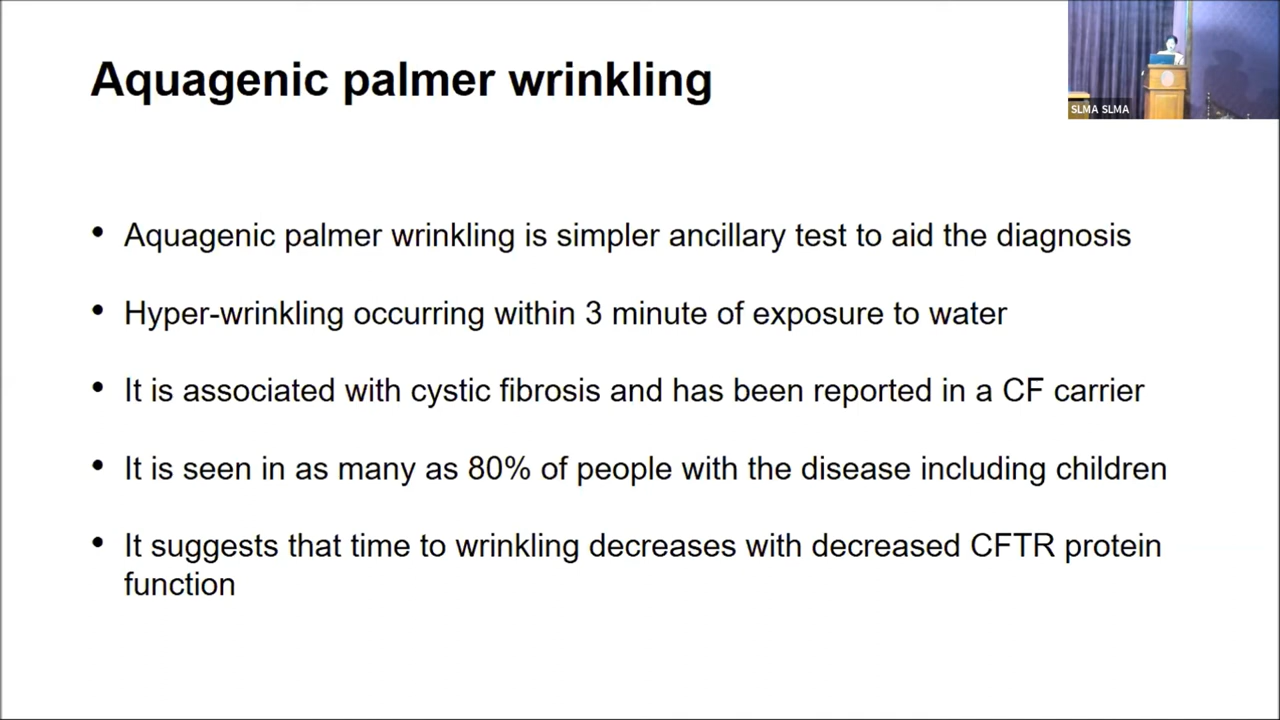 Aquagenic palmer wrinkling
SLMA SLMA
• Aquagenic palmer wrinkling is simpler ancillary test to aid the diagnosis
• Hyper-wrinkling occurring within 3 minute of exposure to water
• It is associated with cystic fibrosis and has been reported in a CF carrier
• It is seen in as many as 80% of people with the disease including children
• It suggests that time to wrinkling decreases with decreased CFTR protein
function